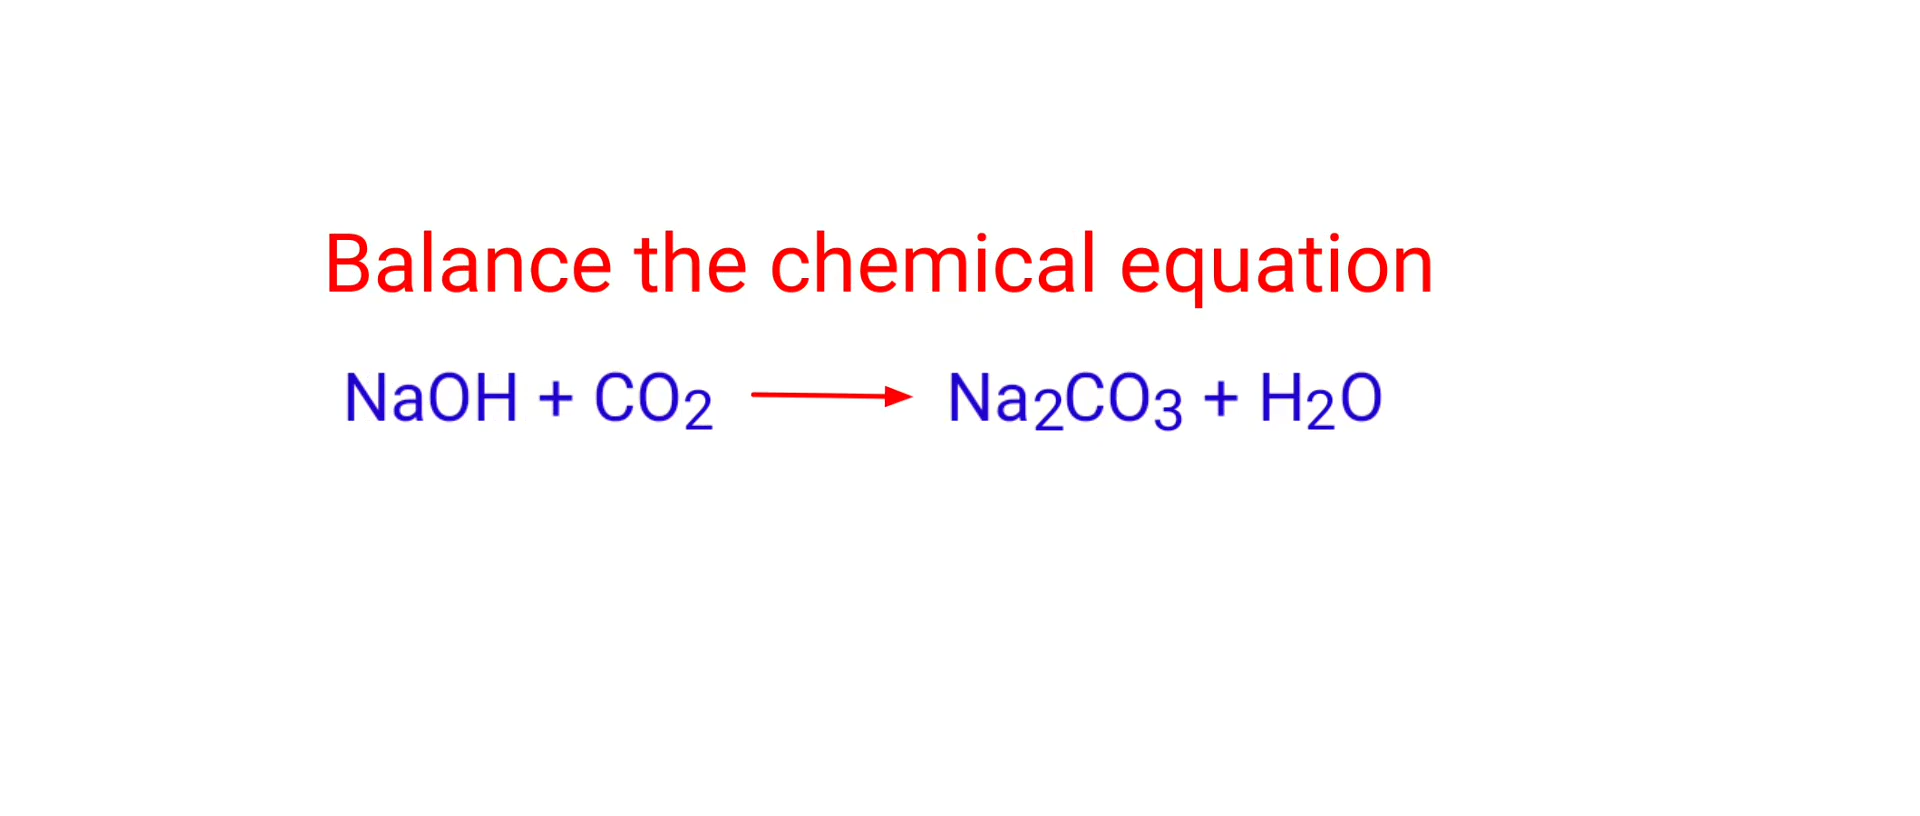 Balance the chemical equation
NaOH + CO₂ ⟶ Na₂CO₃ + H₂O